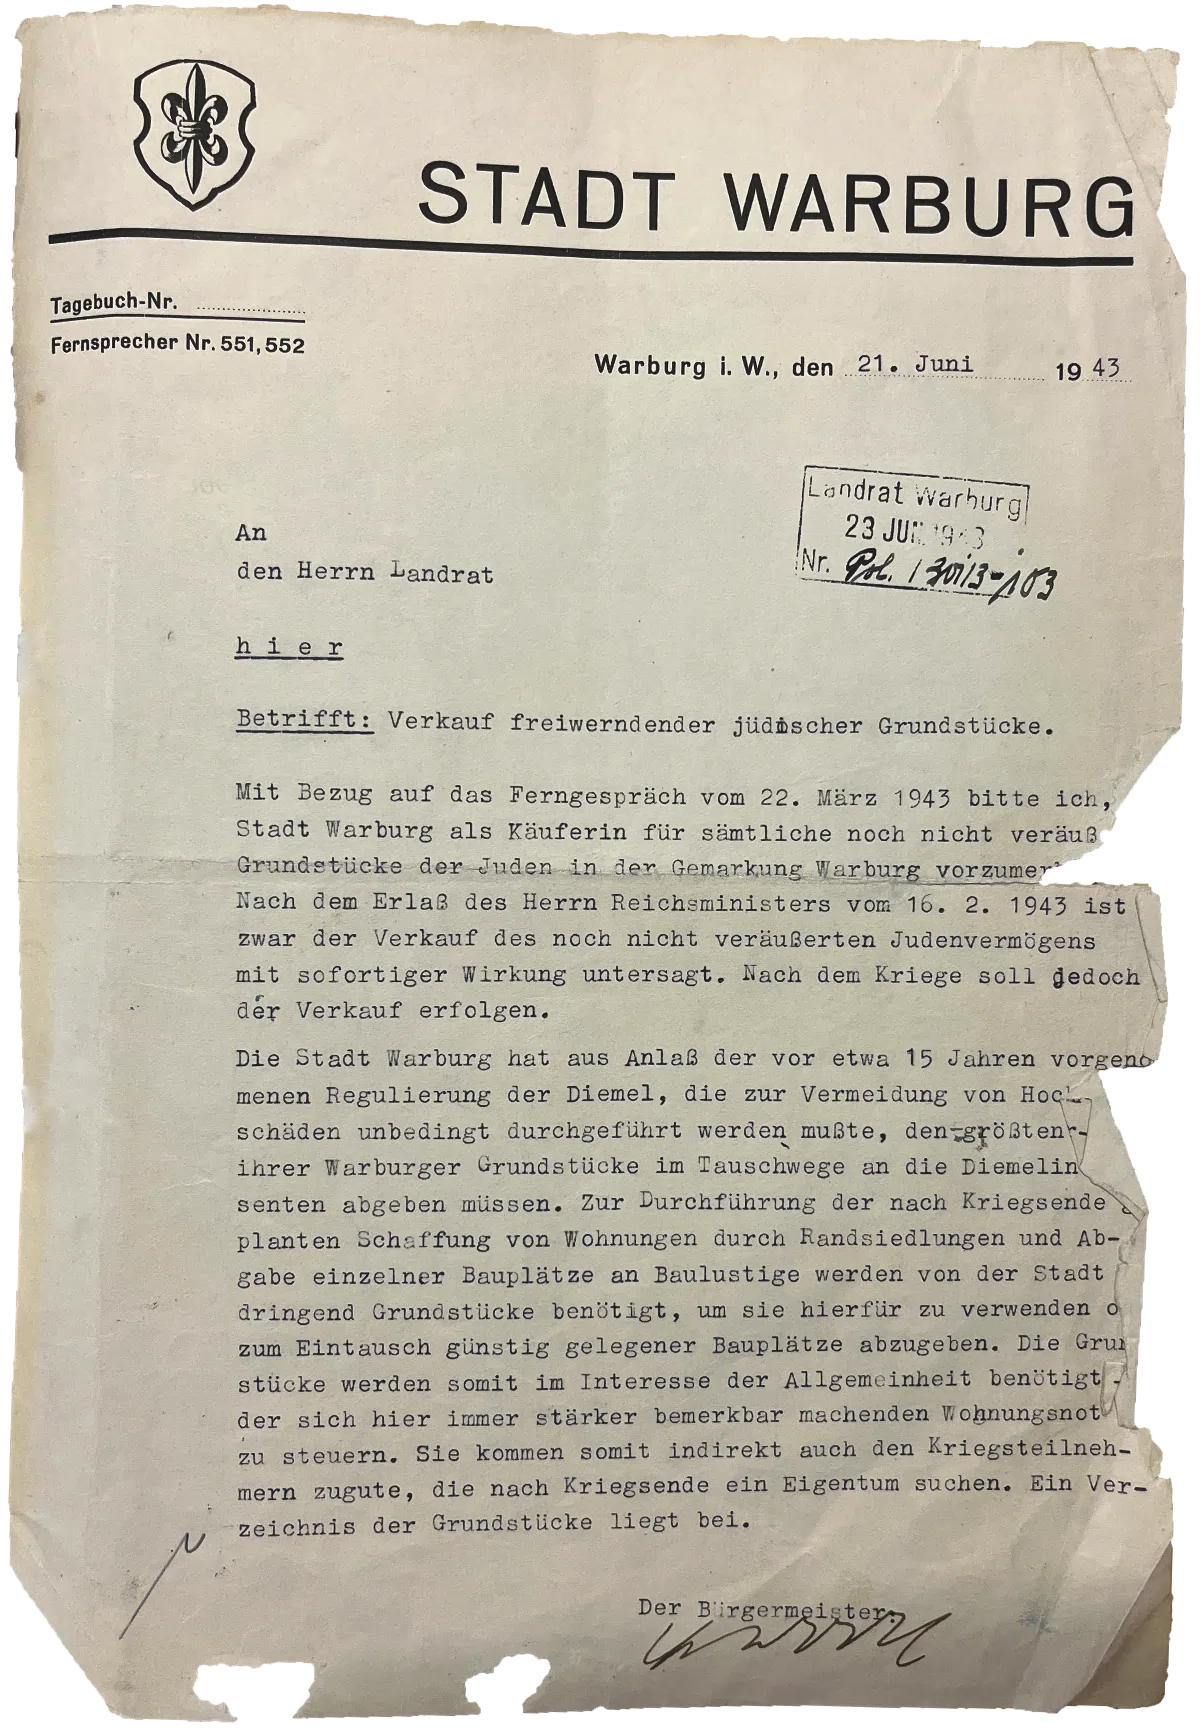 STADT WARBURG
Tagebuch-Nr.
Fernsprecher Nr. 551, 552
Warburg i. W., den 21. Juni 1943
Landrat Warburg
23 JUN 1943
Nr. Pol.
An
den Herrn Landrat
h i e r
Betrifft: Verkauf freiwerndender jüdischer Grundstücke.
Mit Bezug auf das Ferngespräch vom 22. März 1943 bitte ich,
Stadt Warburg als Käuferin für sämtliche noch nicht veräuß
Grundstücke der Juden in der Gemarkung Warburg vorzumer
Nach dem Erlaß des Herrn Reichsministers vom 16. 2. 1943 ist
zwar der Verkauf des noch nicht veräußerten Judenvermögens
mit sofortiger Wirkung untersagt. Nach dem Kriege soll jedoch
der Verkauf erfolgen.
Die Stadt Warburg hat aus Anlaß der vor etwa 15 Jahren vorgeno
menen Regulierung der Diemel, die zur Vermeidung von Hoch
schäden unbedingt durchgeführt werden mußte, den größten
ihrer Warburger Grundstücke im Tauschwege an die Diemelin
senten abgeben müssen. Zur Durchführung der nach Kriegsende g
planten Schaffung von Wohnungen durch Randsiedlungen und Ab-
gabe einzelner Bauplätze an Baulustige werden von der Stadt
dringend Grundstücke benötigt, um sie hierfür zu verwenden o
zum Eintausch günstig gelegener Bauplätze abzugeben. Die Grun
stücke werden somit im Interesse der Allgemeinheit benötigt,
der sich hier immer stärker bemerkbar machenden Wohnungsnot
zu steuern. Sie kommen somit indirekt auch den Kriegsteilneh-
mern zugute, die nach Kriegsende ein Eigentum suchen. Ein Ver-
zeichnis der Grundstücke liegt bei.
Der Bürgermeister: